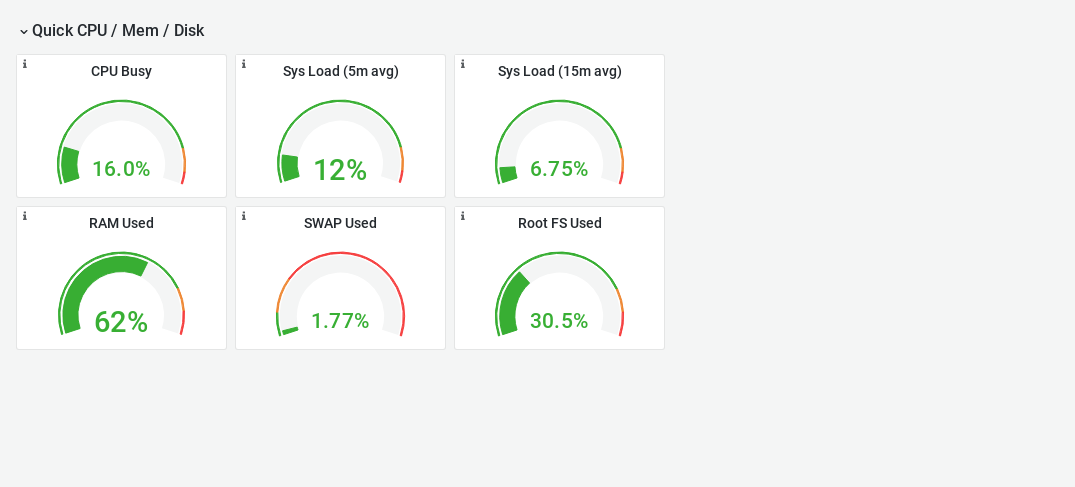 Quick CPU / Mem / Disk
CPU Busy
16.0%
Sys Load (5m avg)
12%
Sys Load (15m avg)
6.75%
RAM Used
62%
SWAP Used
1.77%
Root FS Used
30.5%